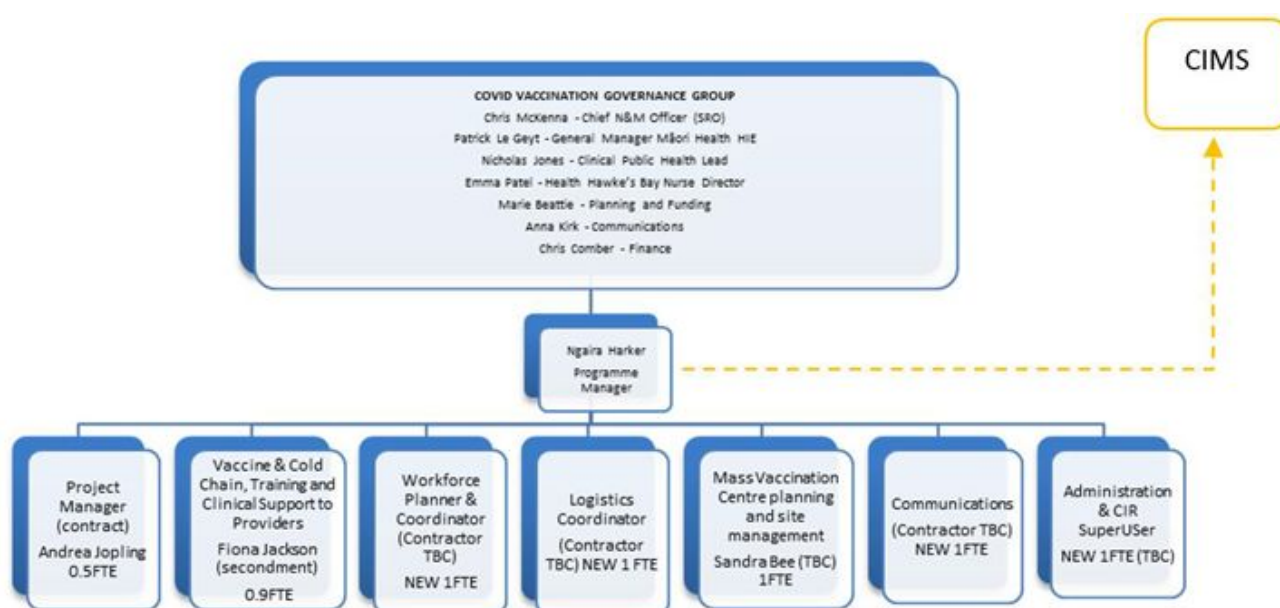 CIMS
COVID VACCINATION GOVERNANCE GROUP
Chris McKenna - Chief N&M Officer (SRO)
Patrick Le Geyt - General Manager Māori Health HIE
Nicholas Jones - Clinical Public Health Lead
Emma Patel - Health Hawke's Bay Nurse Director
Marie Beattie - Planning and Funding
Anna Kirk - Communications
Chris Comber - Finance
Ngaira Harker
Programme
Manager
Project
Manager
(contract)
Andrea Jopling
0.5FTE
Vaccine & Cold
Chain, Training and
Clinical Support to
Providers
Fiona Jackson
(secondment)
0.9FTE
Workforce
Planner &
Coordinator
(Contractor
TBC)
NEW 1FTE
Logistics
Coordinator
(Contractor
TBC) NEW 1 FTE
Mass Vaccination
Centre planning
and site
management
Sandra Bee (TBC)
1FTE
Communications
(Contractor TBC)
NEW 1FTE
Administration
& CIR
SuperUSer
NEW 1FTE (TBC)